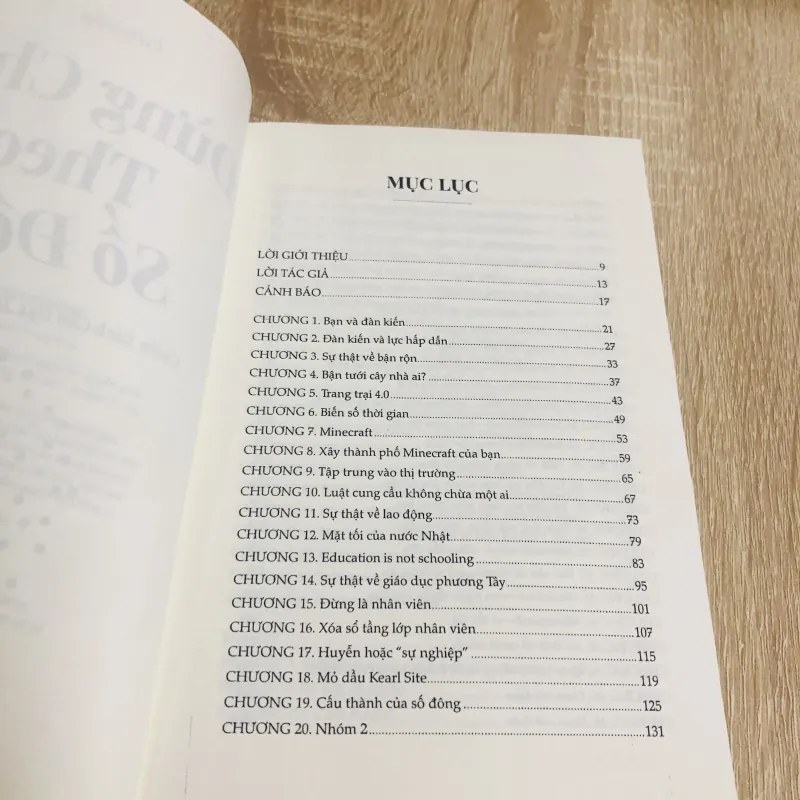 MỤC LỤC
LỜI GIỚI THIỆU 9
LỜI TÁC GIẢ 13
CẢNH BÁO 17
CHƯƠNG 1. Bạn và đàn kiến 21
CHƯƠNG 2. Đàn kiến và lực hấp dẫn 27
CHƯƠNG 3. Sự thật về bận rộn 33
CHƯƠNG 4. Bận tưới cây nhà ai? 37
CHƯƠNG 5. Trang trại 4.0 43
CHƯƠNG 6. Biến số thời gian 49
CHƯƠNG 7. Minecraft 53
CHƯƠNG 8. Xây thành phố Minecraft của bạn 59
CHƯƠNG 9. Tập trung vào thị trường 65
CHƯƠNG 10. Luật cung cầu không chừa một ai 67
CHƯƠNG 11. Sự thật về lao động 73
CHƯƠNG 12. Mặt tối của nước Nhật 79
CHƯƠNG 13. Education is not schooling 83
CHƯƠNG 14. Sự thật về giáo dục phương Tây 95
CHƯƠNG 15. Đừng là nhân viên 101
CHƯƠNG 16. Xóa sổ tầng lớp nhân viên 107
CHƯƠNG 17. Huyễn hoặc “sự nghiệp” 115
CHƯƠNG 18. Mỏ dầu Kearl Site 119
CHƯƠNG 19. Cấu thành của số đông 125
CHƯƠNG 20. Nhóm 2 131